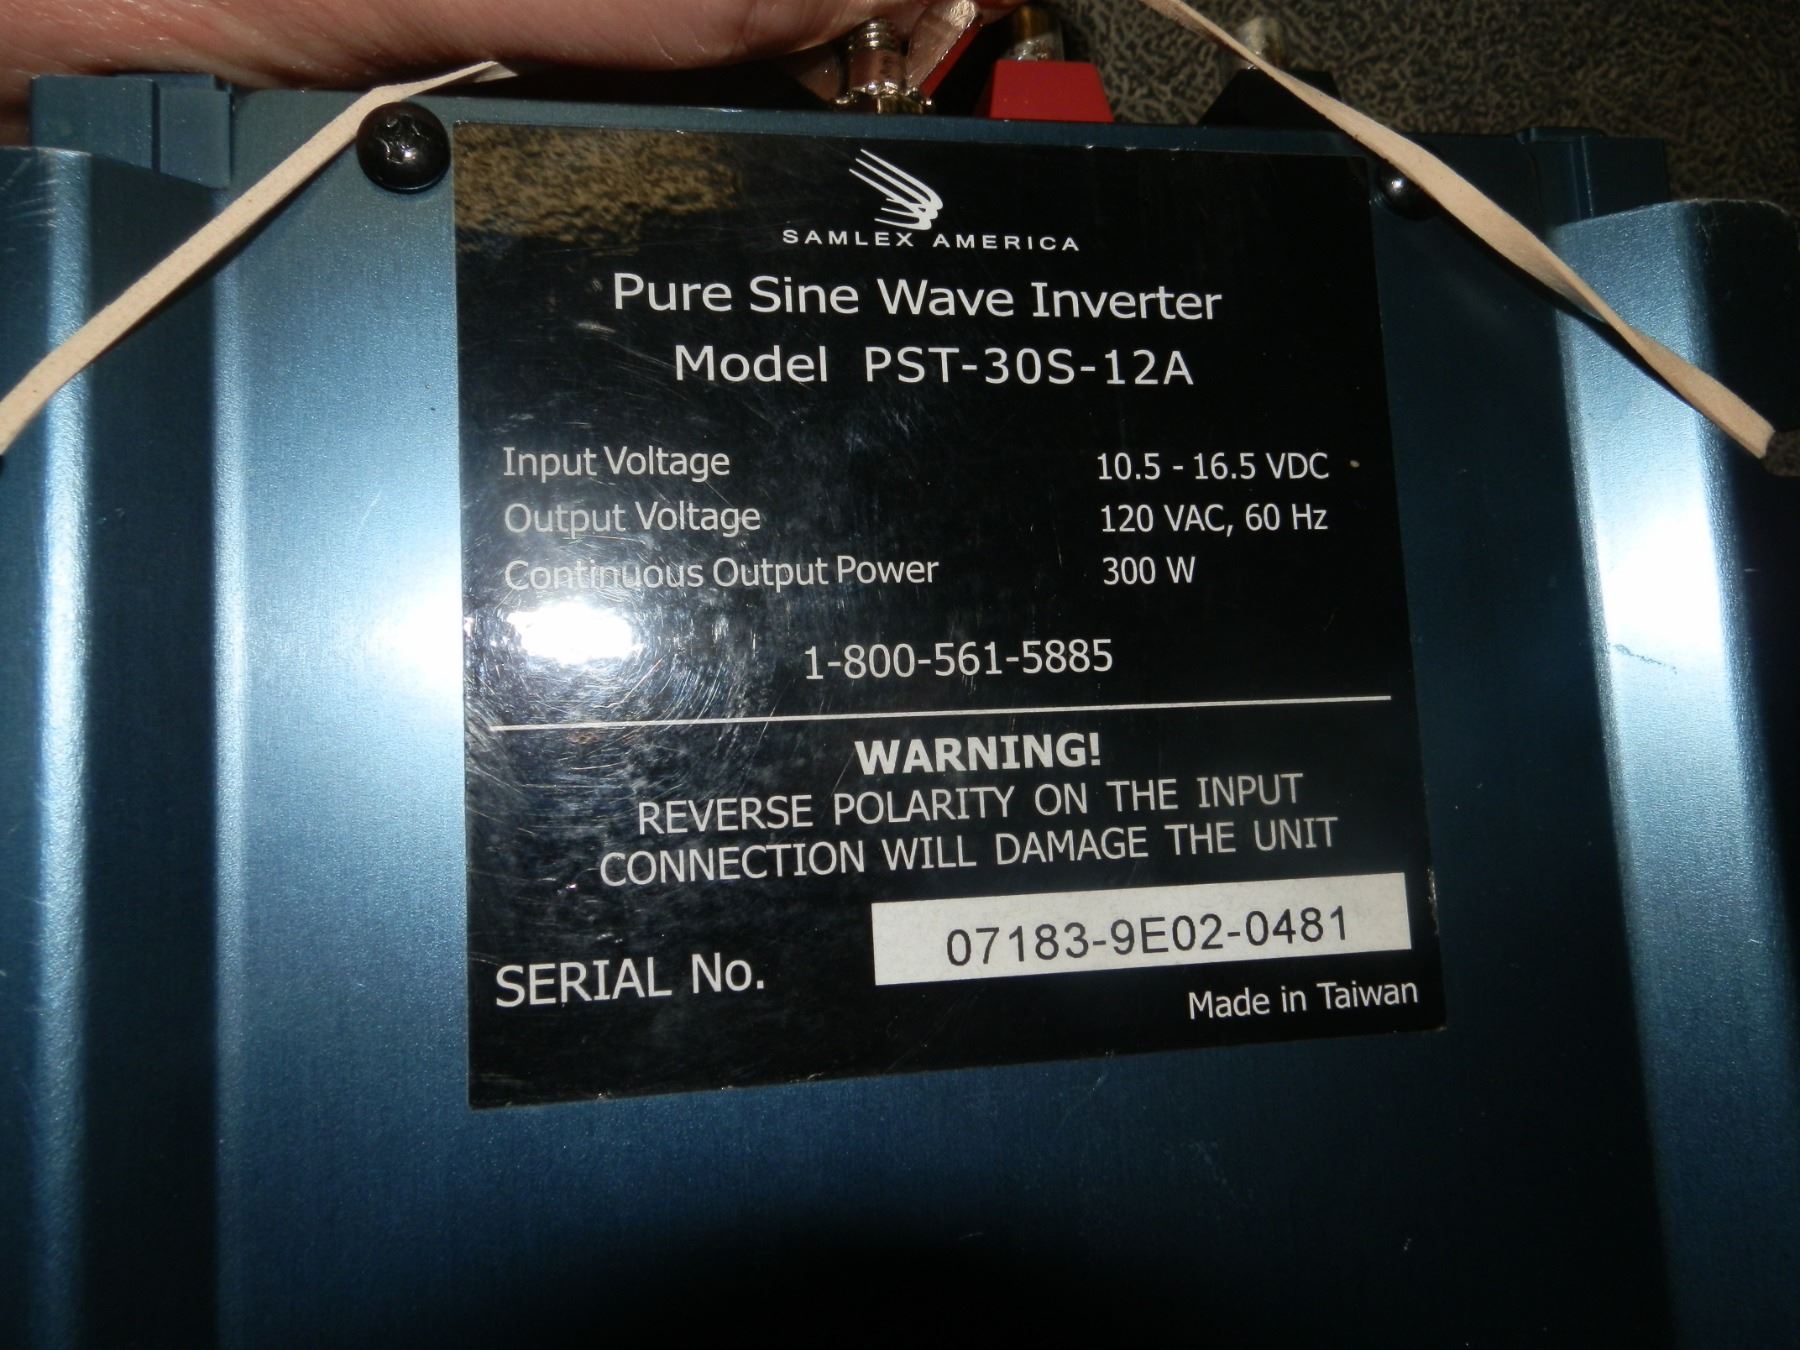 SAMLEX AMERICA
Pure Sine Wave Inverter
Model PST-30S-12A
Input Voltage 10.5 - 16.5 VDC
Output Voltage 120 VAC, 60 Hz
Continuous Output Power 300 W
1-800-561-5885
WARNING!
REVERSE POLARITY ON THE INPUT
CONNECTION WILL DAMAGE THE UNIT
SERIAL No. 07183-9E02-0481
Made in Taiwan